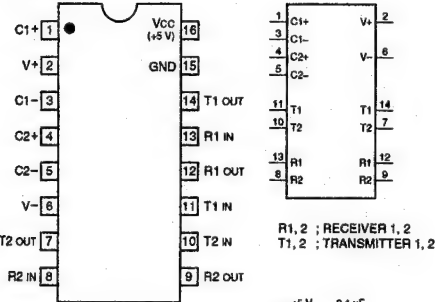 C1+ 1 VCC 16
(+5 V)
V+ 2 GND 15
C1– 3 14 T1 OUT
C2+ 4 13 R1 IN
C2– 5 12 R1 OUT
V– 6 11 T1 IN
T2 OUT 7 10 T2 IN
R2 IN 8 9 R2 OUT
1 C1+ V+ 2
3 C1–
4 C2+ V– 6
5 C2–
11 T1 T1 14
10 T2 T2 7
13 R1 R1 12
8 R2 R2 9
R1, 2 ; RECEIVER 1, 2
T1, 2 ; TRANSMITTER 1, 2